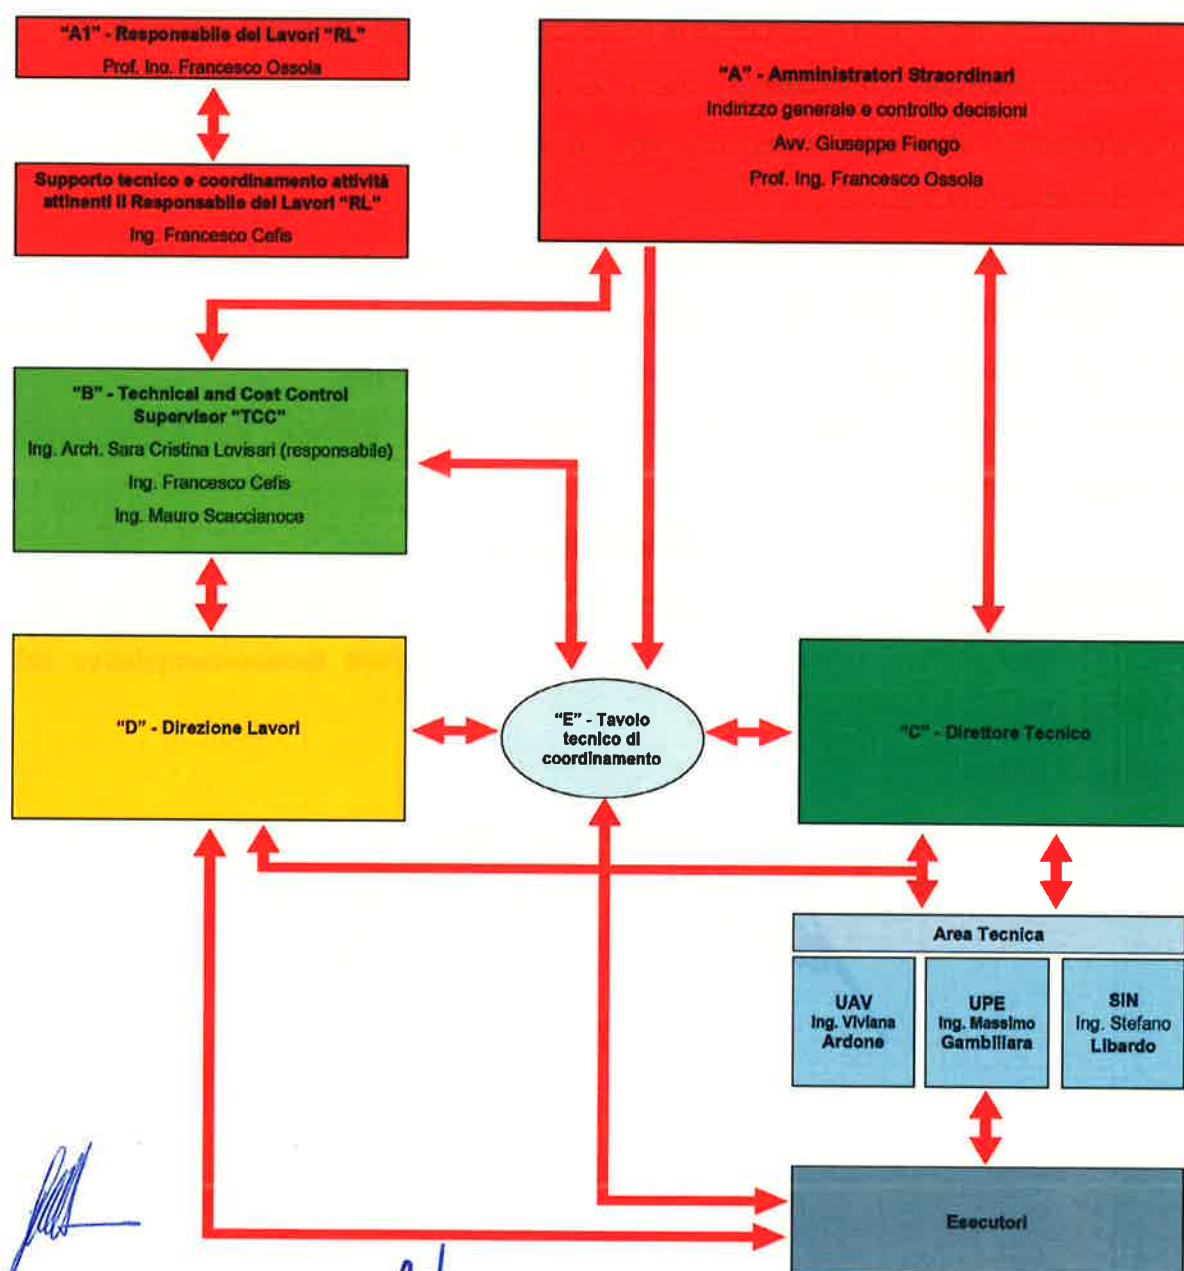 "A1" - Responsabile dei Lavori "RL"
Prof. Ing. Francesco Ossola
Supporto tecnico e coordinamento attività
attinenti il Responsabile dei Lavori "RL"
Ing. Francesco Cefis
"A" - Amministratori Straordinari
Indirizzo generale e controllo decisioni
Avv. Giuseppe Fiengo
Prof. Ing. Francesco Ossola
"B" - Technical and Cost Control
Supervisor "TCC"
Ing. Arch. Sara Cristina Lovisari (responsabile)
Ing. Francesco Cefis
Ing. Mauro Scaccianoce
"D" - Direzione Lavori
"E" - Tavolo
tecnico di
coordinamento
"C" - Direttore Tecnico
Area Tecnica
UAV
Ing. Viviana
Ardone
UPE
Ing. Massimo
Gambillara
SIN
Ing. Stefano
Libardo
Esecutori